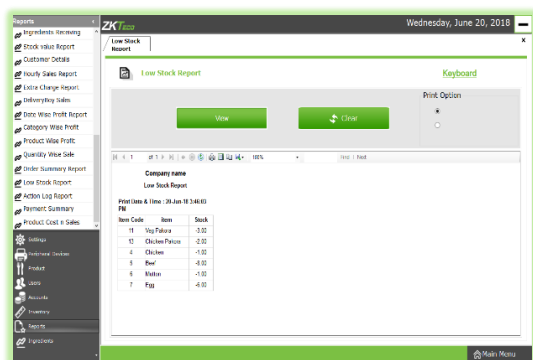 Reports
Ingredients Receiving
Stock value Report
Customer Details
Hourly Sales Report
Extra Charge Report
DeliveryBoy Sales
Date Wise Profit Report
Category Wise Profit
Product Wise Profit
Quantity Wise Sale
Order Summary Report
Low Stock Report
Action Log Report
Payment Summary
Product Cost n Sales
Settings
Peripheral Devices
Product
Users
Accounts
Inventory
Reports
Ingredients
ZKTeco
Wednesday, June 20, 2018
Low Stock
Report
x
Low Stock Report
Keyboard
View
Clear
Print Option
1 of 1 100% Find | Next
Company name
Low Stock Report
Print Date & Time : 20-Jun-18 3:46:03
PM
Item Code Item Stock
11 Veg Pakora -3.00
13 Chicken Pakora -2.00
4 Chicken -1.00
5 Beef
6 Mutton -1.00
7 Egg -6.00
Main Menu